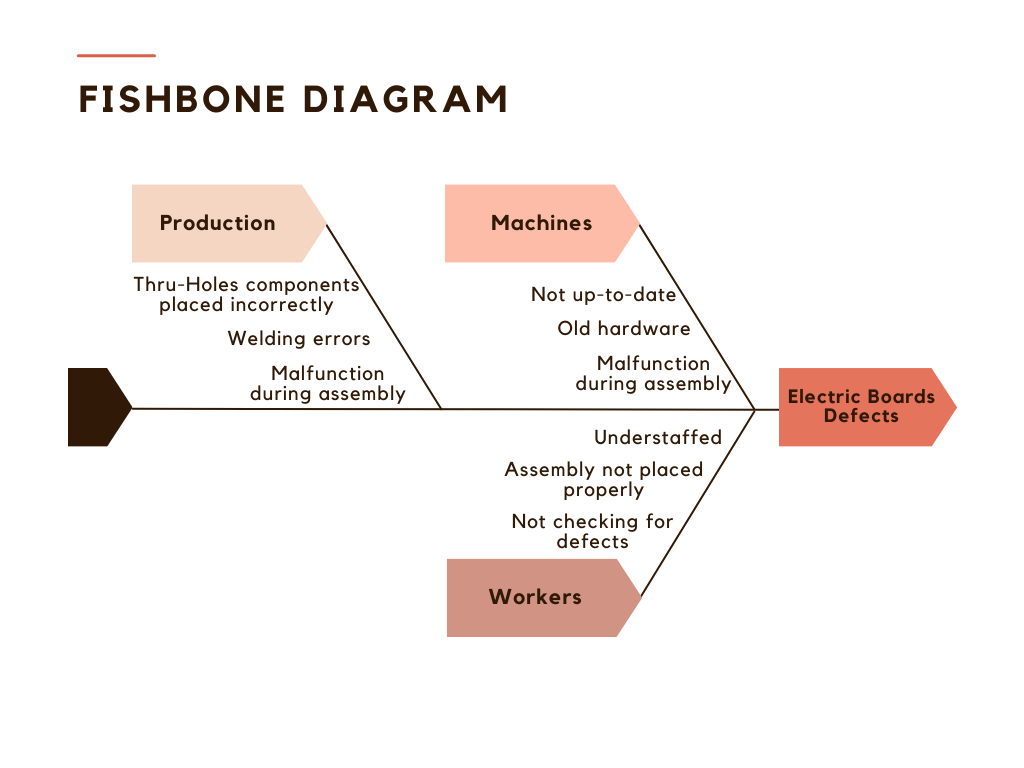 FISHBONE DIAGRAM
Production
Thru-Holes components
placed incorrectly
Welding errors
Malfunction
during assembly
Machines
Not up-to-date
Old hardware
Malfunction
during assembly
Electric Boards
Defects
Understaffed
Assembly not placed
properly
Not checking for
defects
Workers